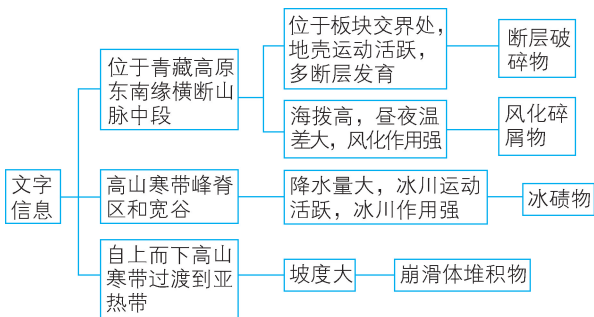 文字
信息
位于青藏高原
东南缘横断山
脉中段
位于板块交界处，
地壳运动活跃，
多断层发育
断层破
碎物
海拨高，昼夜温
差大，风化作用强
风化碎
屑物
高山寒带峰脊
区和宽谷
降水量大，冰川运动
活跃，冰川作用强
冰碛物
自上而下高山
寒带过渡到亚
热带
坡度大
崩滑体堆积物